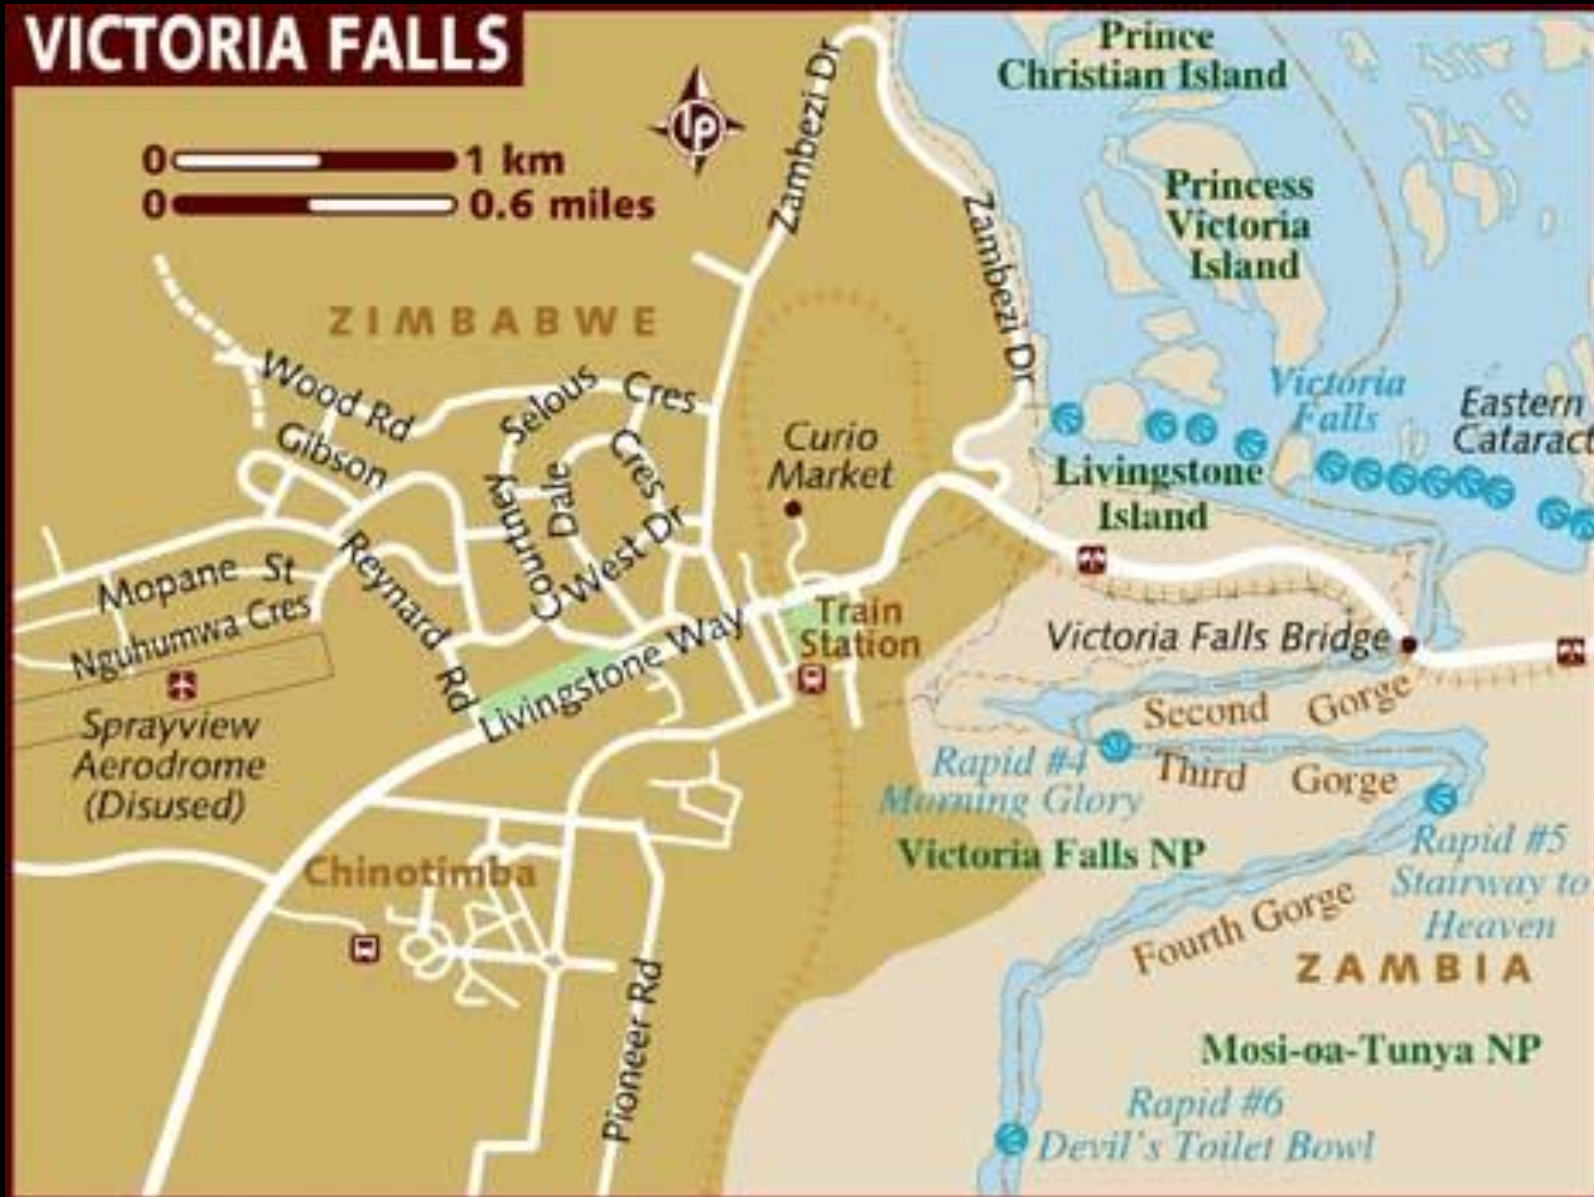 VICTORIA FALLS
0 1 km
0 0.6 miles
lp
Zambezi Dr
Zambezi Dr
Prince
Christian Island
Princess
Victoria
Island
ZIMBABWE
Wood Rd
Selous Cres
Gibson
Cres
Dale
Courtney
West Dr
Curio
Market
Victoria
Falls
Eastern
Cataract
Livingstone
Island
Mopane St
Nguhumwa Cres
Reynard Rd
Livingstone Way
Train
Station
Victoria Falls Bridge
Sprayview
Aerodrome
(Disused)
Second Gorge
Rapid #4
Morning Glory
Third Gorge
Victoria Falls NP
Rapid #5
Stairway to
Heaven
Fourth Gorge
Chinotimba
ZAMBIA
Pioneer Rd
Mosi-oa-Tunya NP
Rapid #6
Devil's Toilet Bowl